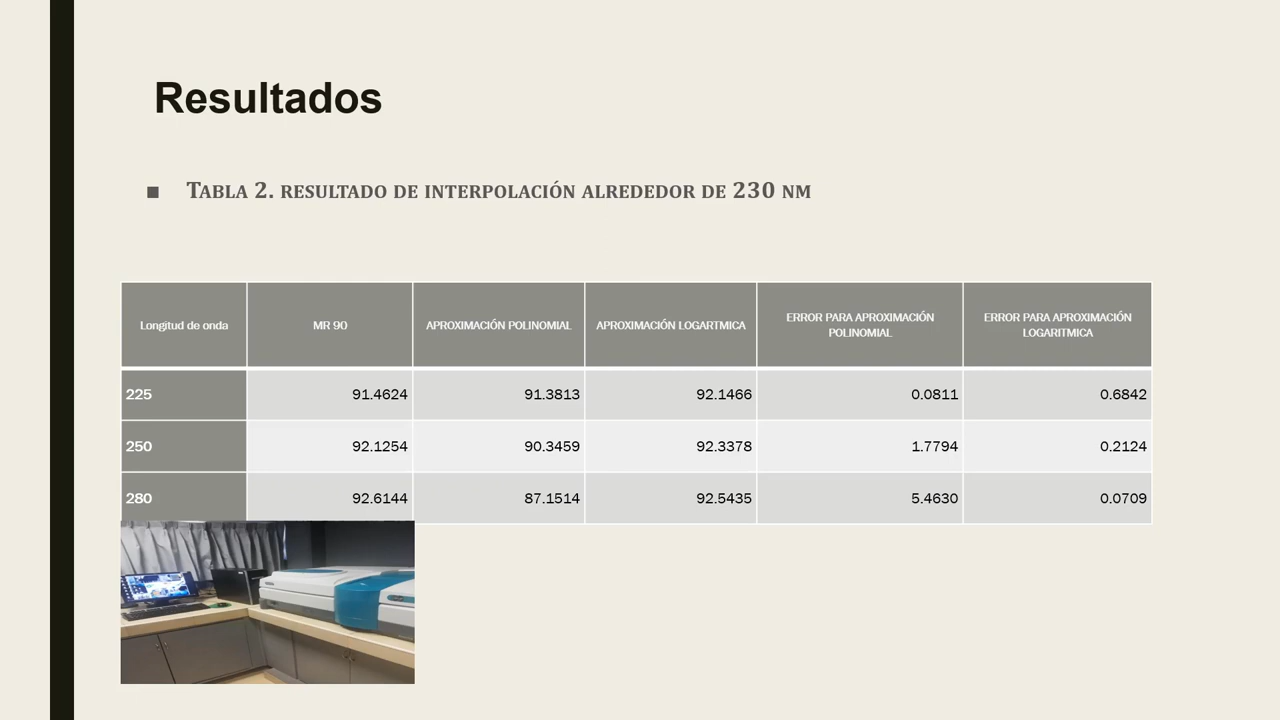 Resultados
■ TABLA 2. RESULTADO DE INTERPOLACIÓN ALREDEDOR DE 230 NM
Longitud de onda MR 90 APROXIMACIÓN POLINOMIAL APROXIMACIÓN LOGARTMICA ERROR PARA APROXIMACIÓN POLINOMIAL ERROR PARA APROXIMACIÓN LOGARITMICA
225 91.4624 91.3813 92.1466 0.0811 0.6842
250 92.1254 90.3459 92.3378 1.7794 0.2124
280 92.6144 87.1514 92.5435 5.4630 0.0709